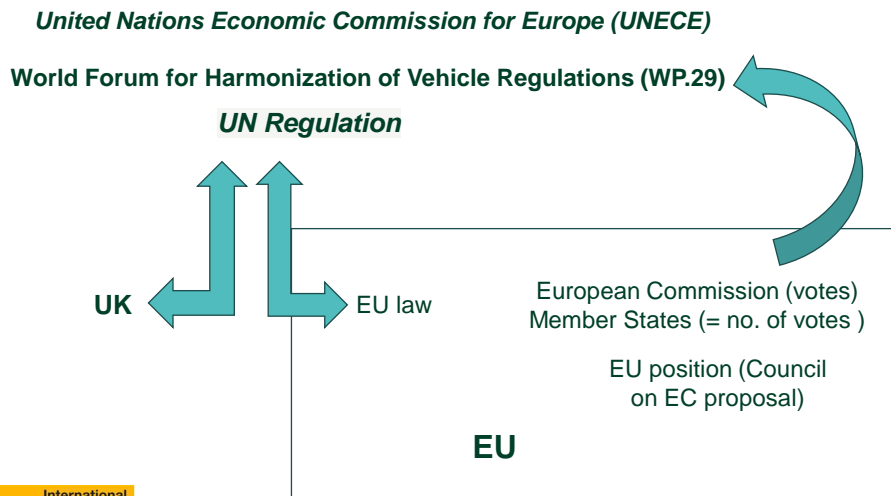 United Nations Economic Commission for Europe (UNECE)
World Forum for Harmonization of Vehicle Regulations (WP.29)
UN Regulation
UK
EU law
European Commission (votes)
Member States (= no. of votes )
EU position (Council
on EC proposal)
EU
International